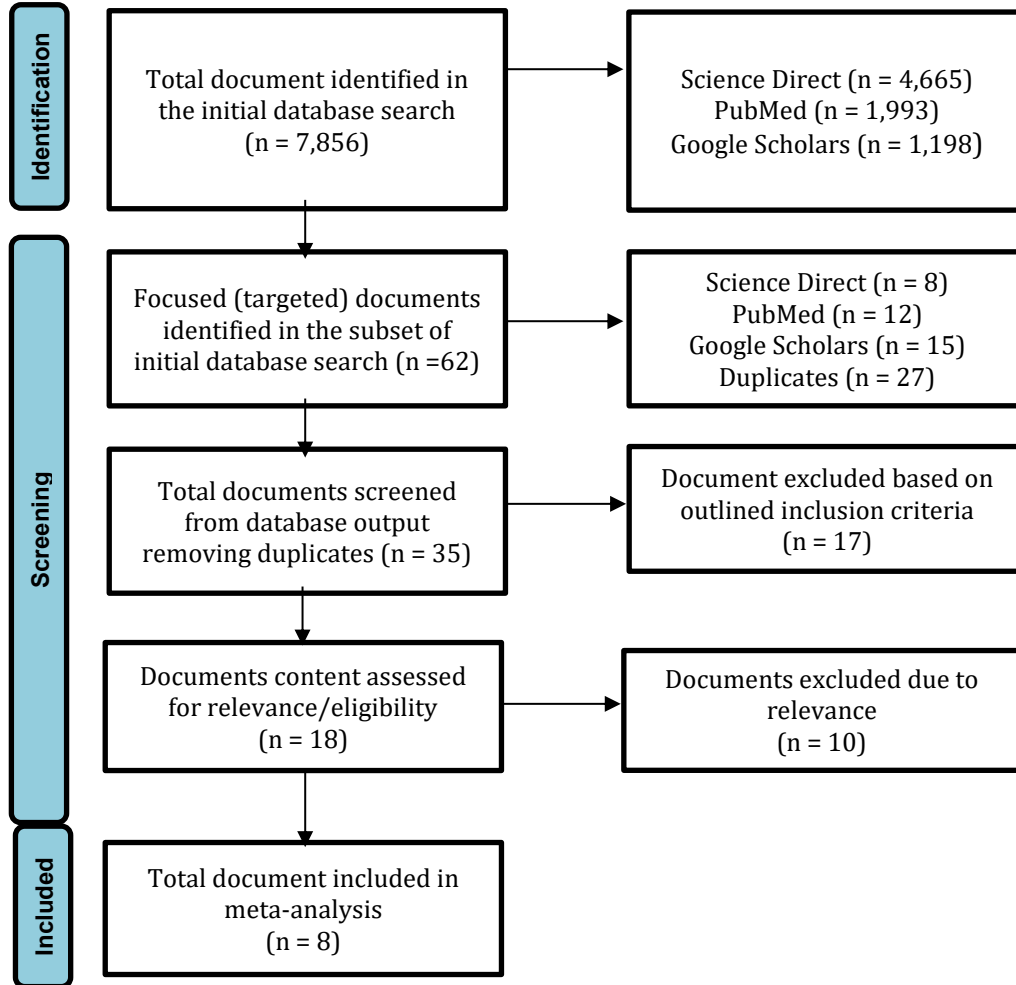 Identification
Total document identified in
the initial database search
(n = 7,856)
Science Direct (n = 4,665)
PubMed (n = 1,993)
Google Scholars (n = 1,198)
Screening
Focused (targeted) documents
identified in the subset of
initial database search (n =62)
Science Direct (n = 8)
PubMed (n = 12)
Google Scholars (n = 15)
Duplicates (n = 27)
Total documents screened
from database output
removing duplicates (n = 35)
Document excluded based on
outlined inclusion criteria
(n = 17)
Documents content assessed
for relevance/eligibility
(n = 18)
Documents excluded due to
relevance
(n = 10)
Included
Total document included in
meta-analysis
(n = 8)